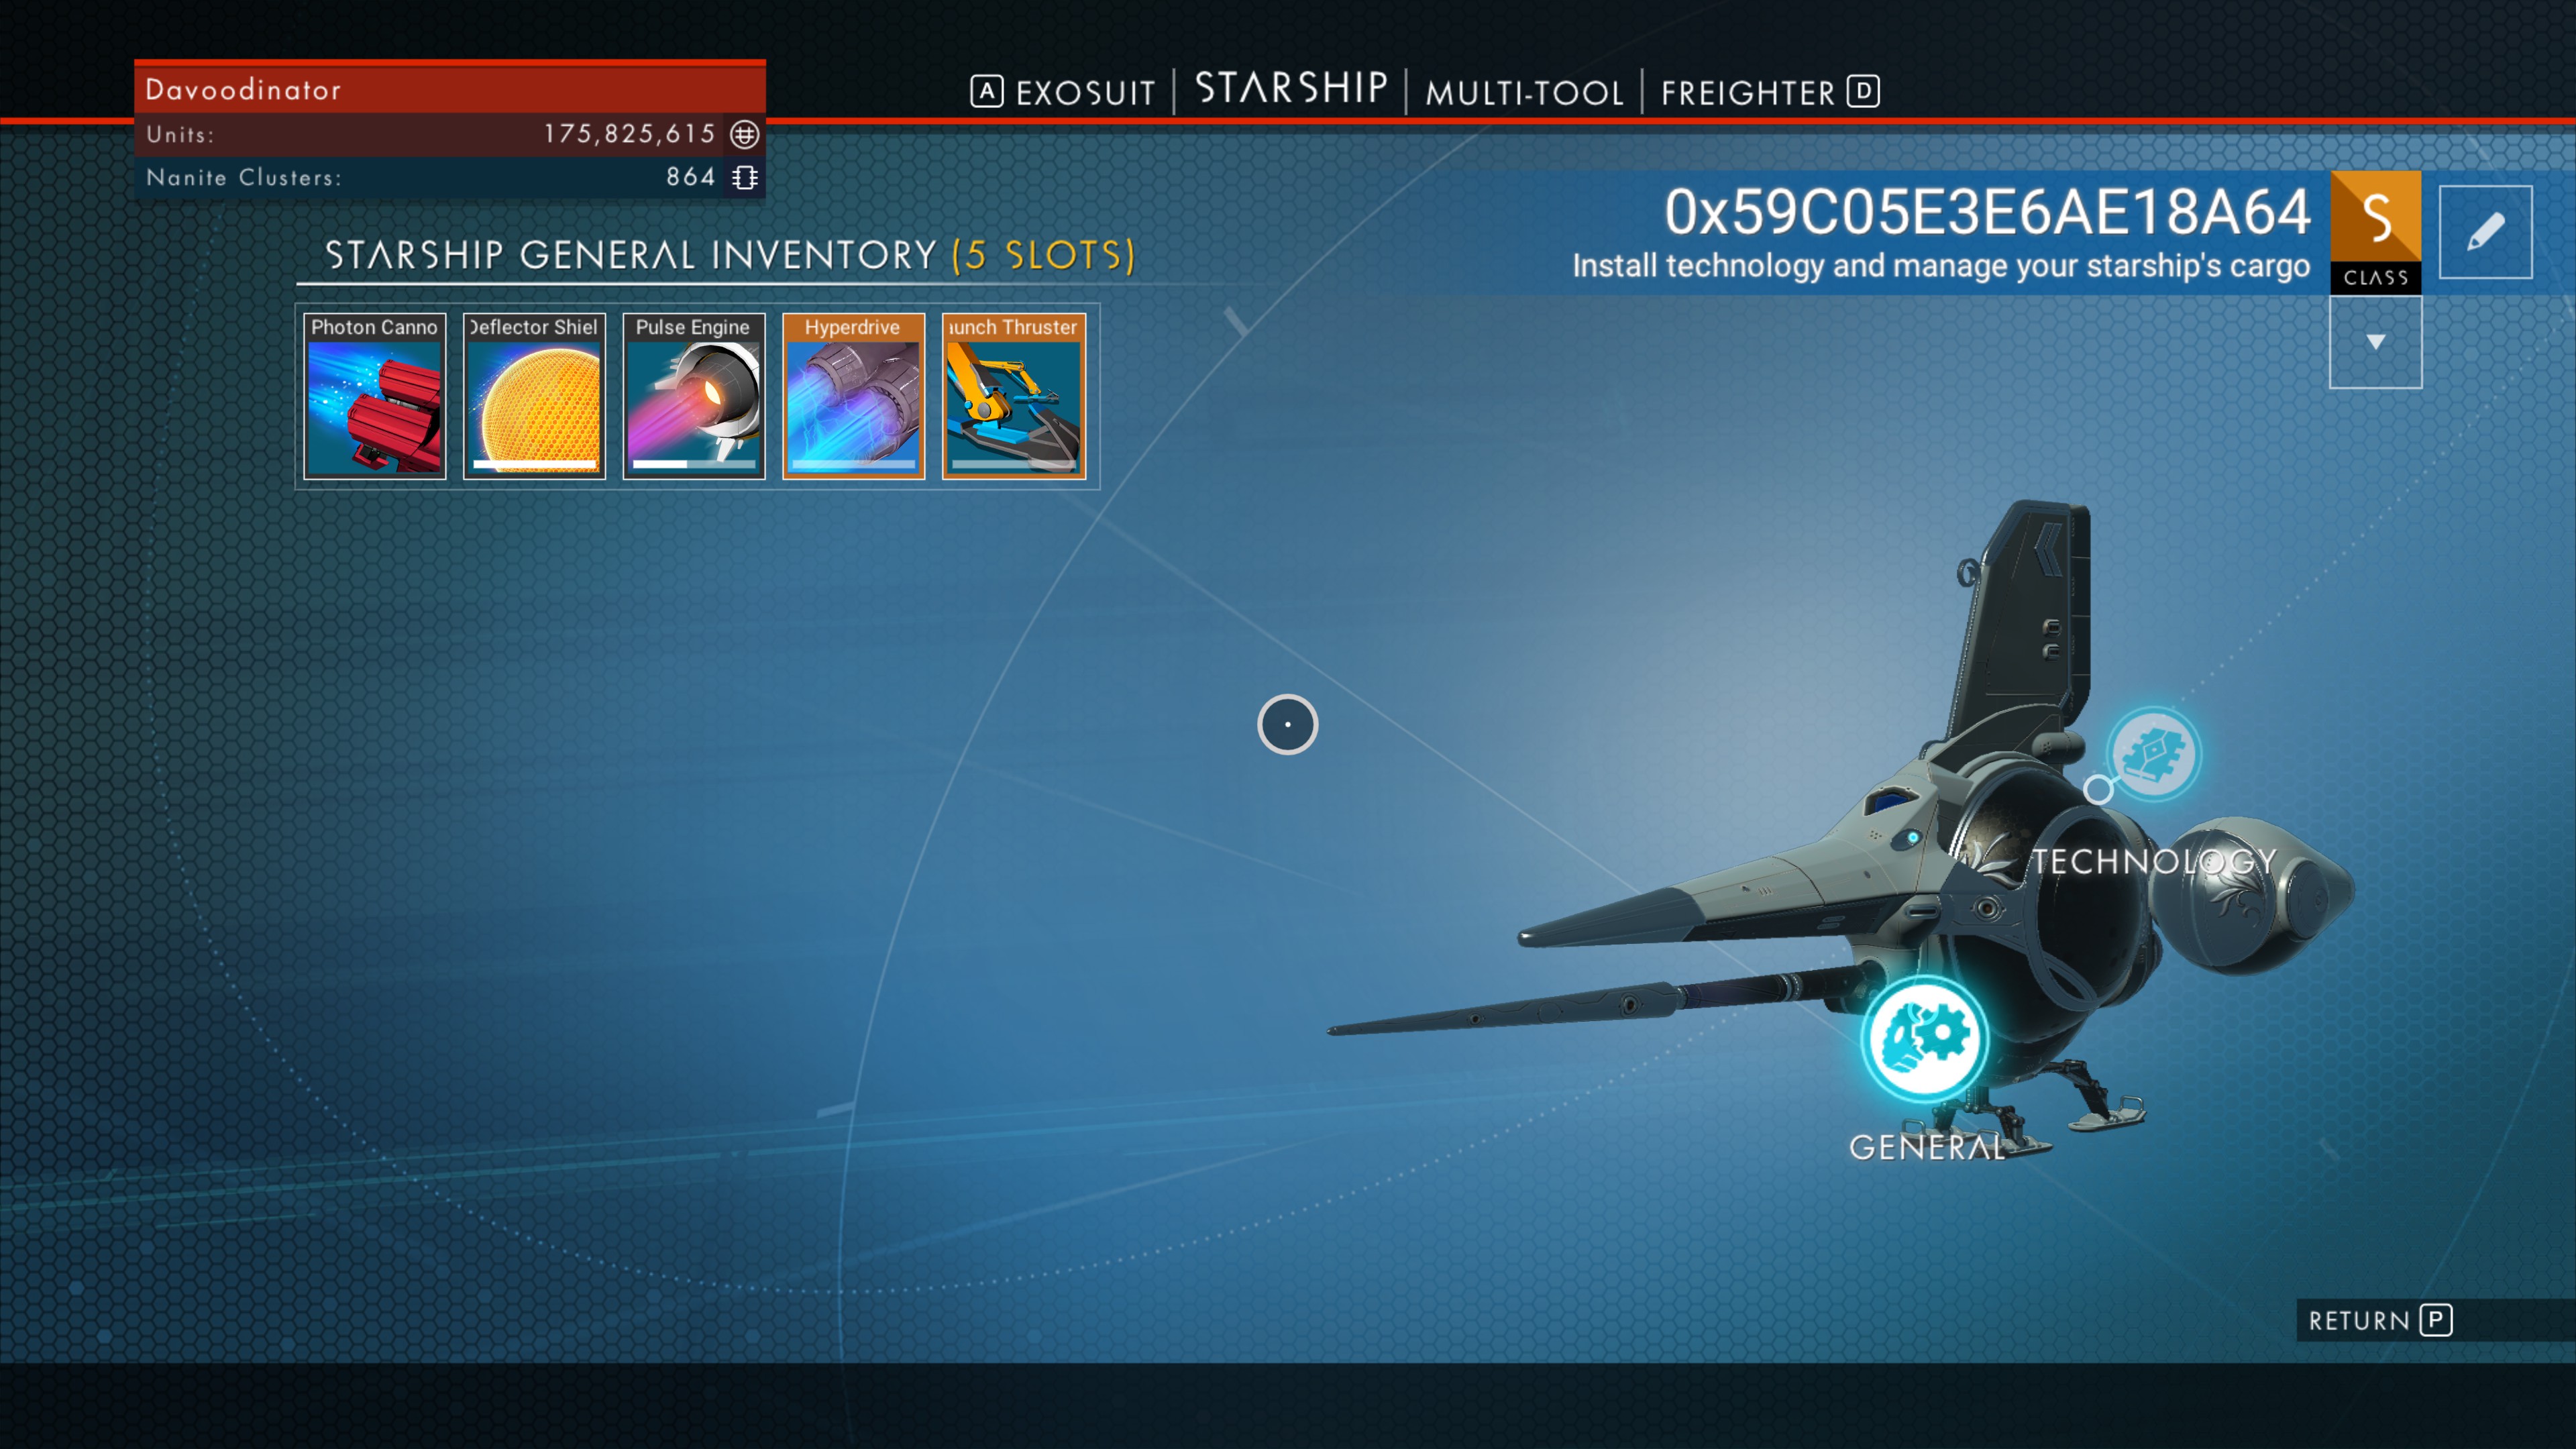 Davoodinator
Units: 175,825,615
Nanite Clusters: 864
A EXOSUIT STARSHIP MULTI-TOOL FREIGHTER D
0x59C05E3E6AE18A64
Install technology and manage your starship's cargo
S
CLASS
STARSHIP GENERAL INVENTORY (5 SLOTS)
Photon Canno
Deflector Shiel
Pulse Engine
Hyperdrive
aunch Thruster
TECHNOLOGY
GENERAL
RETURN P